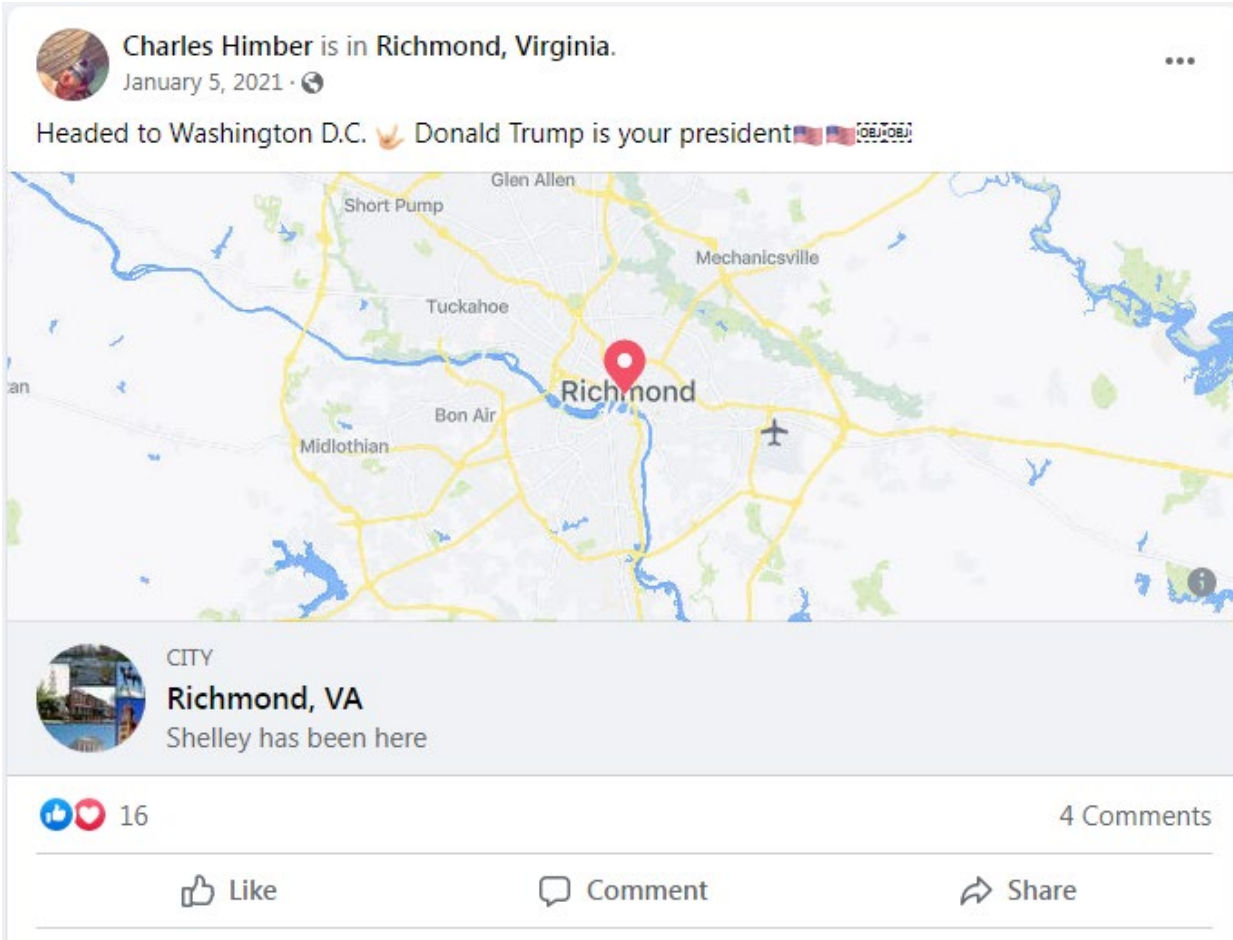 Charles Himber is in Richmond, Virginia.
January 5, 2021 ·
Headed to Washington D.C. 🤟🏻 Donald Trump is your president🇺🇸🇺🇸OBJOBJ
Glen Allen
Short Pump
Mechanicsville
Tuckahoe
an
Richmond
Bon Air
Midlothian
CITY
Richmond, VA
Shelley has been here
16 4 Comments
Like Comment Share